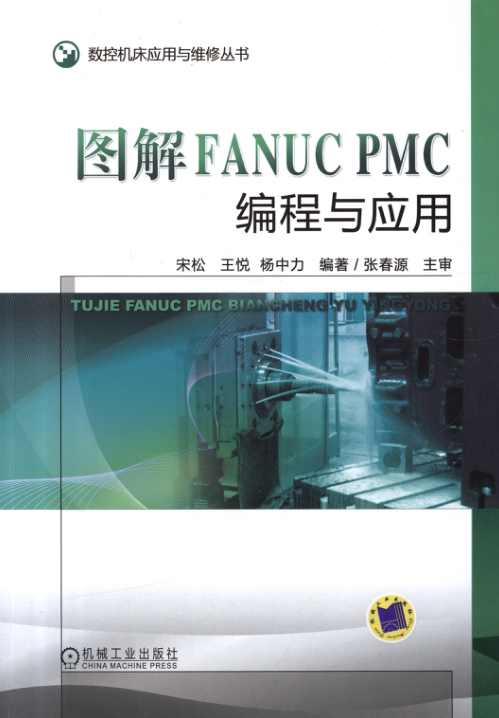 数控机床应用与维修丛书
图解FANUC PMC
编程与应用
宋松 王悦 杨中力 编著/张春源 主审
TUJIE FANUC PMC BIANCHENG YU YINGYONG
机械工业出版社
CHINA MACHINE PRESS